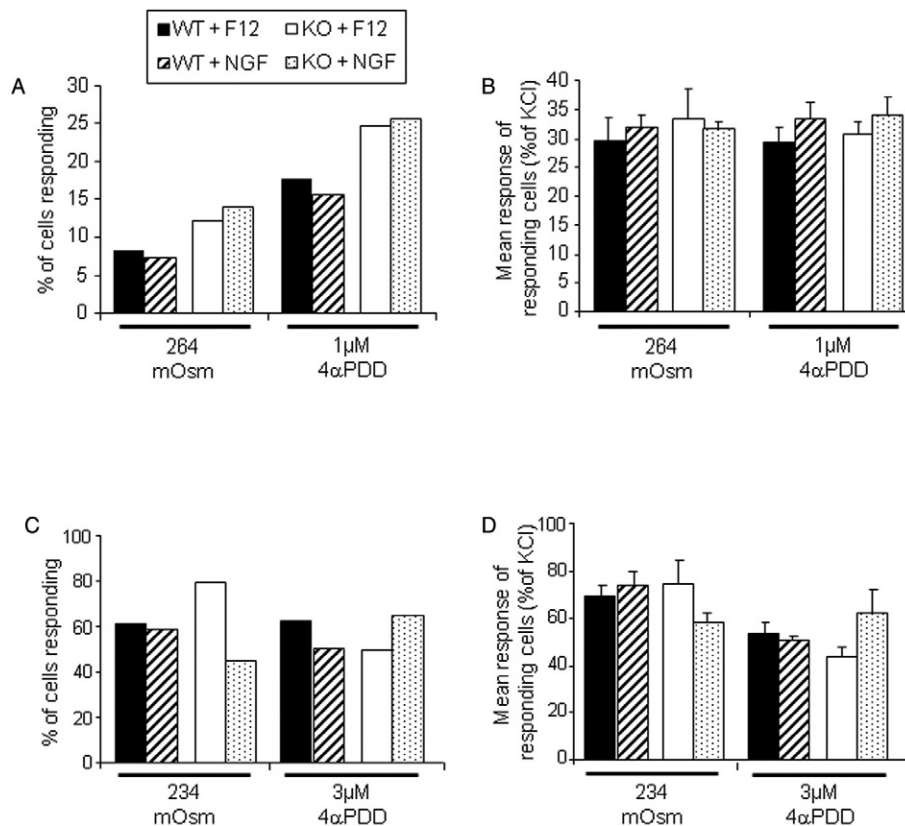 WT + F12 KO + F12
WT + NGF KO + NGF
A
% of cells responding
30
25
20
15
10
5
0
264
mOsm
1µM
4αPDD
B
Mean response of
responding cells (%of KCl)
40
35
30
25
20
15
10
5
0
264
mOsm
1µM
4αPDD
C
% of cells responding
100
80
60
40
20
0
234
mOsm
3µM
4αPDD
D
Mean response of
responding cells (%of KCl)
100
80
60
40
20
0
234
mOsm
3µM
4αPDD